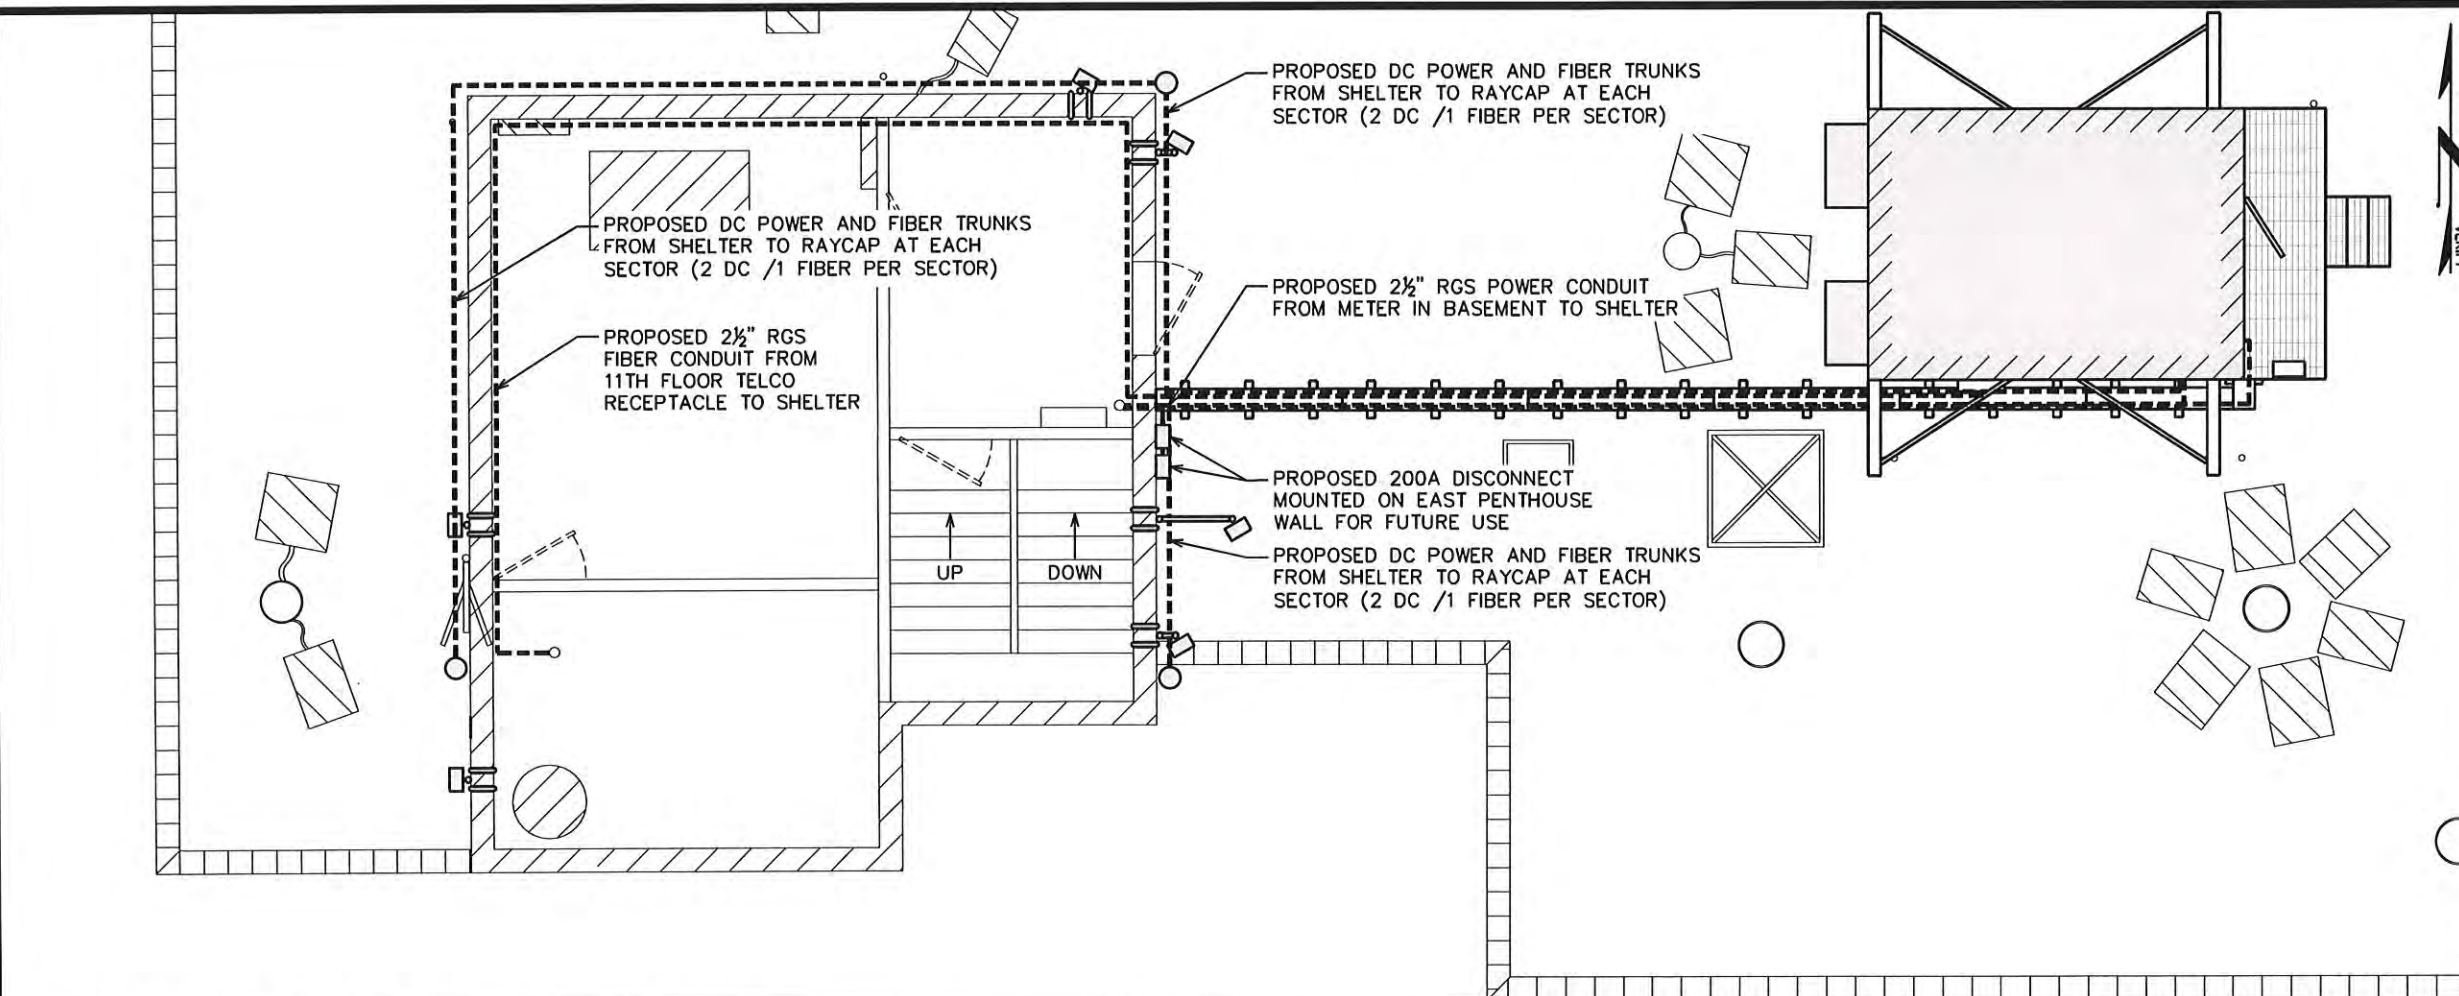 PROPOSED DC POWER AND FIBER TRUNKS
FROM SHELTER TO RAYCAP AT EACH
SECTOR (2 DC /1 FIBER PER SECTOR)
PROPOSED DC POWER AND FIBER TRUNKS
FROM SHELTER TO RAYCAP AT EACH
SECTOR (2 DC /1 FIBER PER SECTOR)
PROPOSED 2½" RGS POWER CONDUIT
FROM METER IN BASEMENT TO SHELTER
PROPOSED 2½" RGS
FIBER CONDUIT FROM
11TH FLOOR TELCO
RECEPTACLE TO SHELTER
PROPOSED 200A DISCONNECT
MOUNTED ON EAST PENTHOUSE
WALL FOR FUTURE USE
PROPOSED DC POWER AND FIBER TRUNKS
FROM SHELTER TO RAYCAP AT EACH
SECTOR (2 DC /1 FIBER PER SECTOR)
UP
DOWN